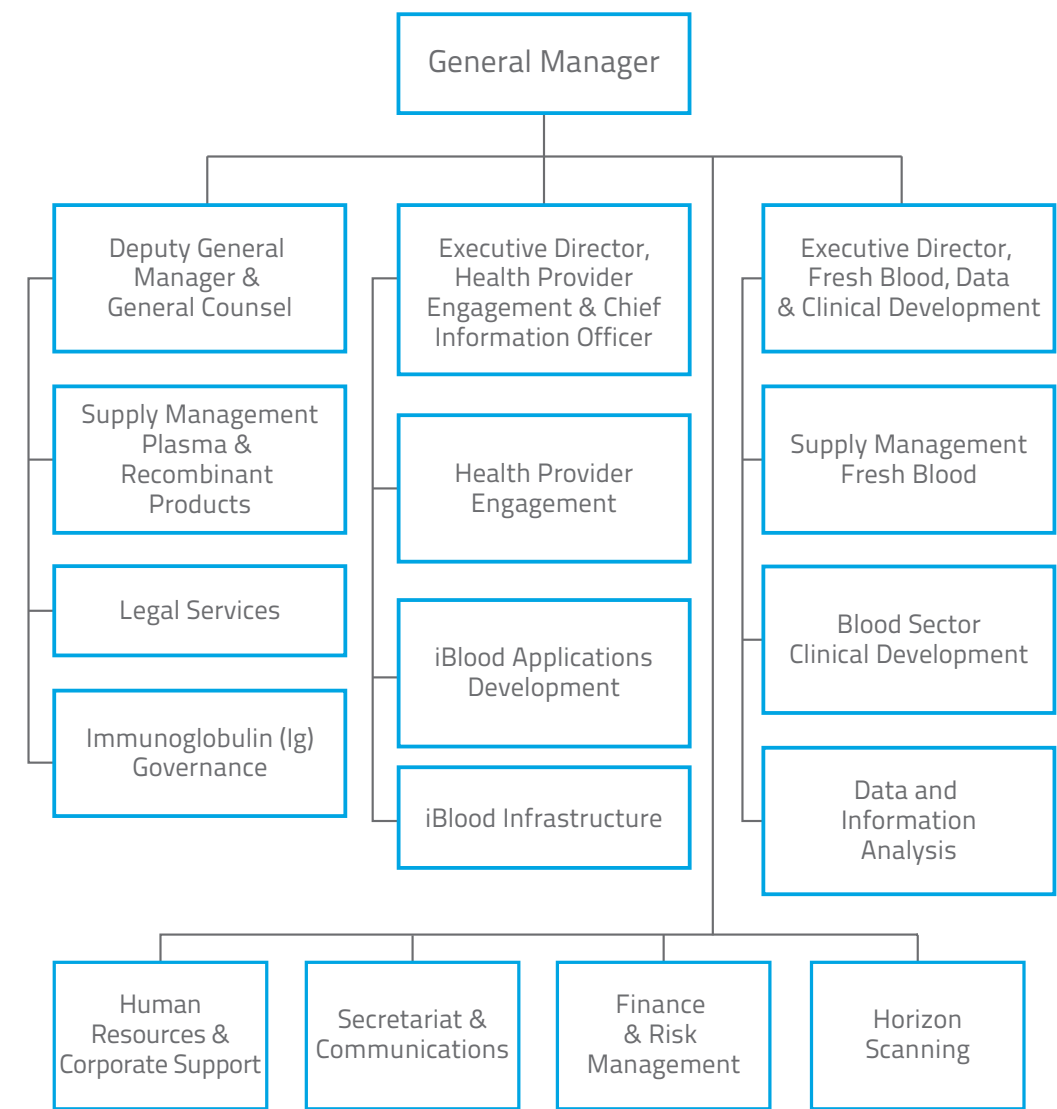 General Manager
Deputy General
Manager &
General Counsel
Supply Management
Plasma &
Recombinant
Products
Legal Services
Immunoglobulin (Ig)
Governance
Executive Director,
Health Provider
Engagement & Chief
Information Officer
Health Provider
Engagement
iBlood Applications
Development
iBlood Infrastructure
Executive Director,
Fresh Blood, Data
& Clinical Development
Supply Management
Fresh Blood
Blood Sector
Clinical Development
Data and
Information
Analysis
Human
Resources &
Corporate Support
Secretariat &
Communications
Finance
& Risk
Management
Horizon
Scanning